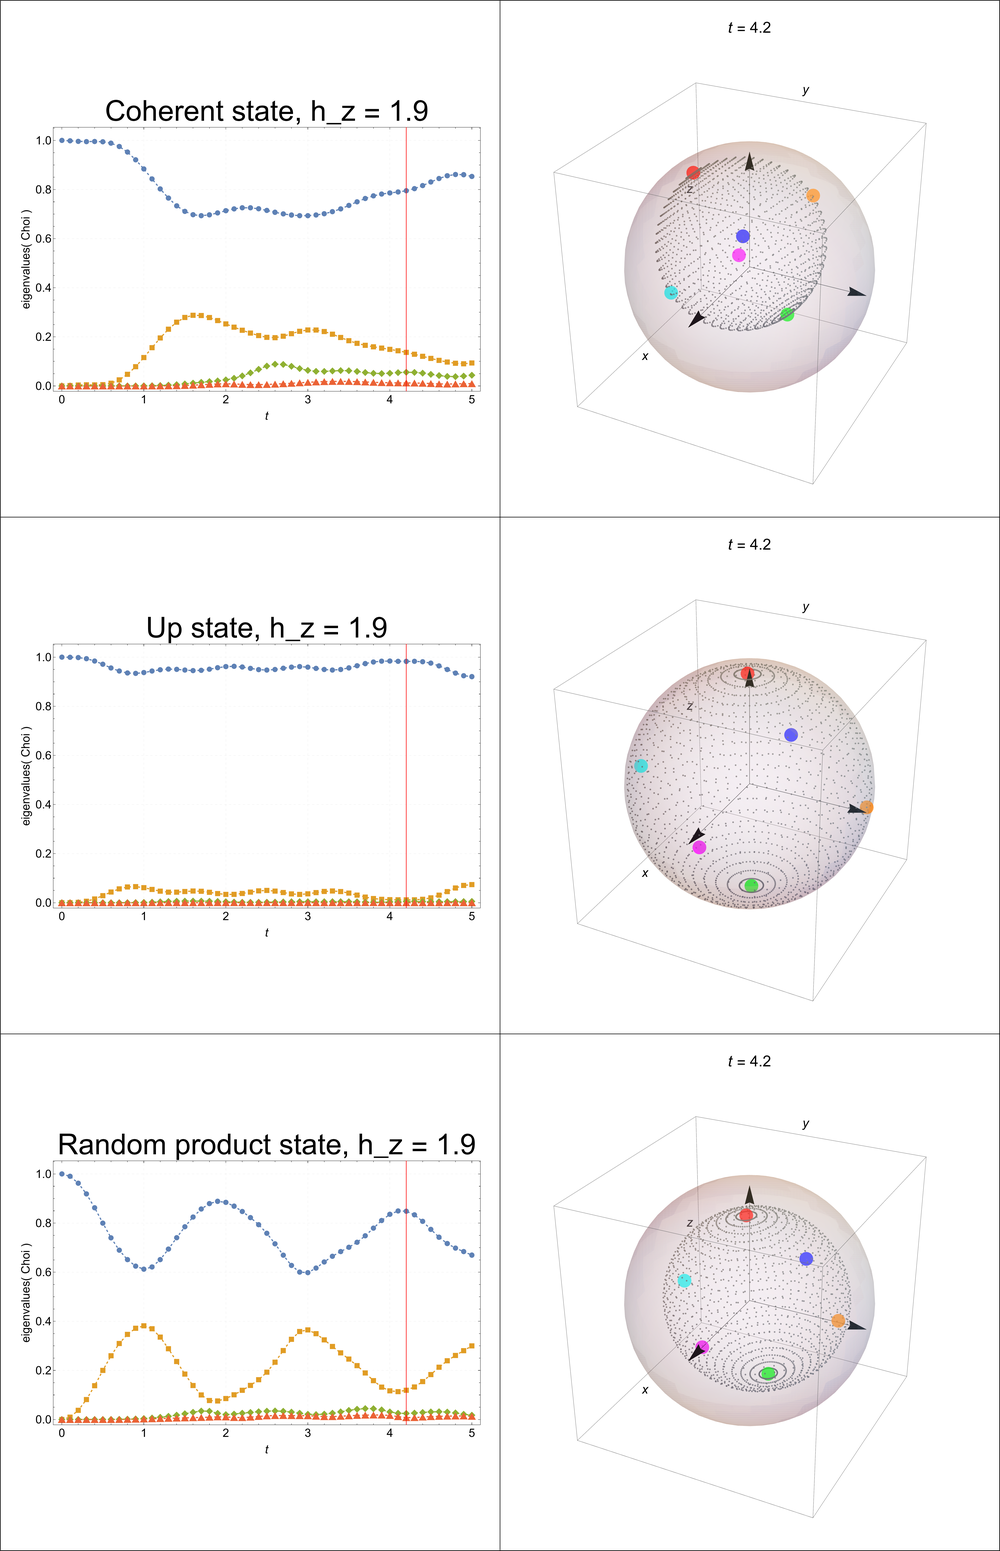 Coherent state, h_z = 1.9
eigenvalues( Choi )
1.0
0.8
0.6
0.4
0.2
0.0
0 1 2 3 4 5
t
t = 4.2
y
z
x
Up state, h_z = 1.9
eigenvalues( Choi )
1.0
0.8
0.6
0.4
0.2
0.0
0 1 2 3 4 5
t
t = 4.2
y
z
x
Random product state, h_z = 1.9
eigenvalues( Choi )
1.0
0.8
0.6
0.4
0.2
0.0
0 1 2 3 4 5
t
t = 4.2
y
z
x